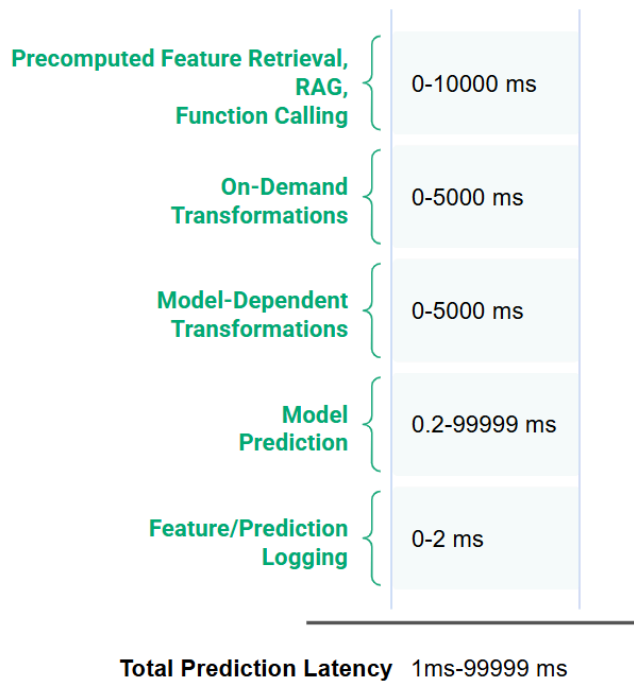 Precomputed Feature Retrieval,
RAG,
Function Calling
0-10000 ms
On-Demand
Transformations
0-5000 ms
Model-Dependent
Transformations
0-5000 ms
Model
Prediction
0.2-99999 ms
Feature/Prediction
Logging
0-2 ms
Total Prediction Latency 1ms-99999 ms